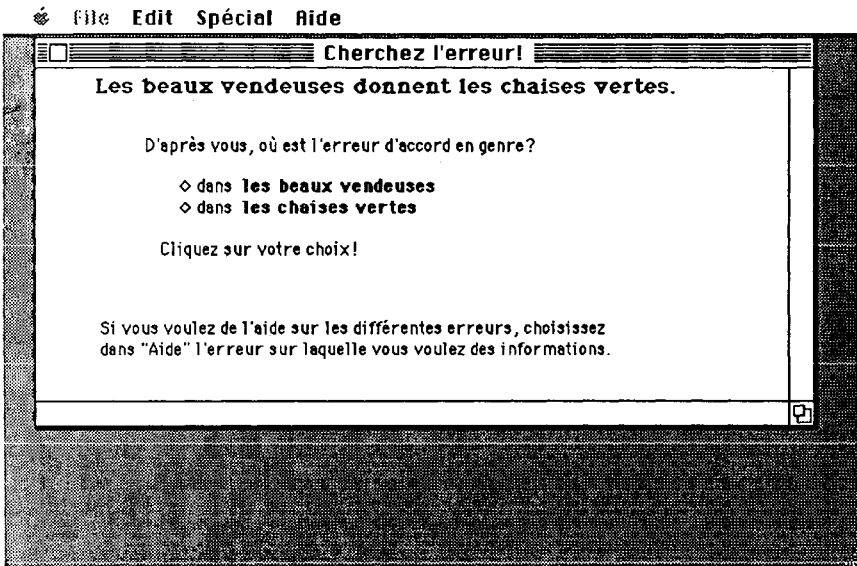 File Edit Spécial Aide
Cherchez l'erreur!
Les beaux vendeuses donnent les chaises vertes.
D'après vous, où est l'erreur d'accord en genre?
◇ dans les beaux vendeuses
◇ dans les chaises vertes
Cliquez sur votre choix!
Si vous voulez de l'aide sur les différentes erreurs, choisissez
dans "Aide" l'erreur sur laquelle vous voulez des informations.